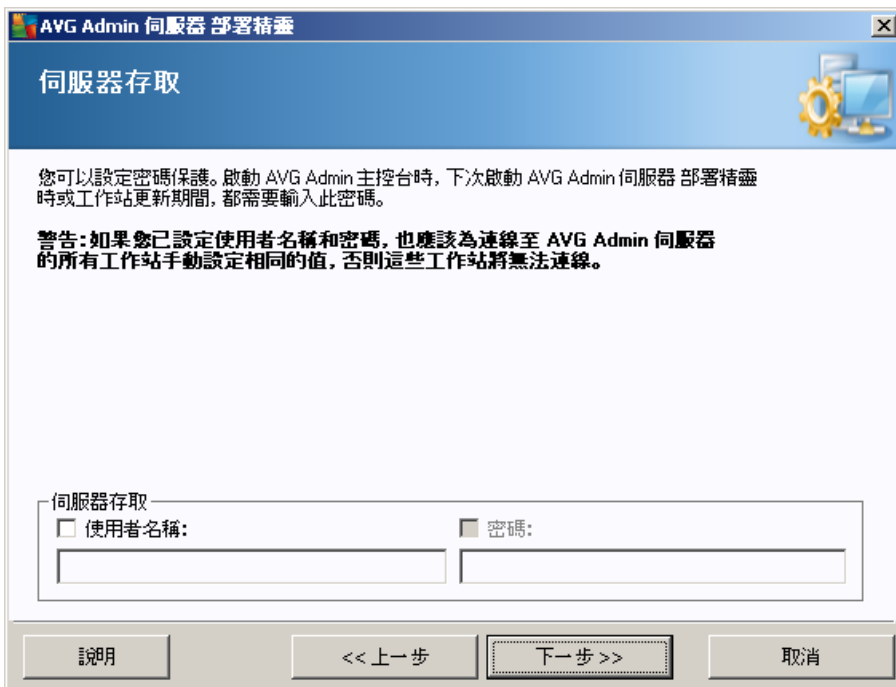 AVG Admin 伺服器 部署精靈
伺服器存取
您可以設定密碼保護。啟動 AVG Admin 主控台時, 下次啟動 AVG Admin 伺服器 部署精靈
時或工作站更新期間, 都需要輸入此密碼。
警告: 如果您已設定使用者名稱和密碼, 也應該為連線至 AVG Admin 伺服器
的所有工作站手動設定相同的值, 否則這些工作站將無法連線。
伺服器存取
使用者名稱: 密碼:
說明 << 上一步 下一步 >> 取消